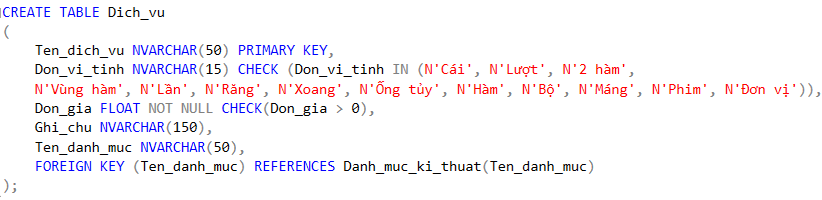 CREATE TABLE Dich_vu
(
    Ten_dich_vu NVARCHAR(50) PRIMARY KEY,
    Don_vi_tinh NVARCHAR(15) CHECK (Don_vi_tinh IN (N'Cái', N'Lượt', N'2 hàm',
    N'Vùng hàm', N'Lần', N'Răng', N'Xoang', N'Ống tủy', N'Hàm', N'Bộ', N'Máng', N'Phim', N'Đơn vị')),
    Don_gia FLOAT NOT NULL CHECK(Don_gia > 0),
    Ghi_chu NVARCHAR(150),
    Ten_danh_muc NVARCHAR(50),
    FOREIGN KEY (Ten_danh_muc) REFERENCES Danh_muc_ki_thuat(Ten_danh_muc)
);